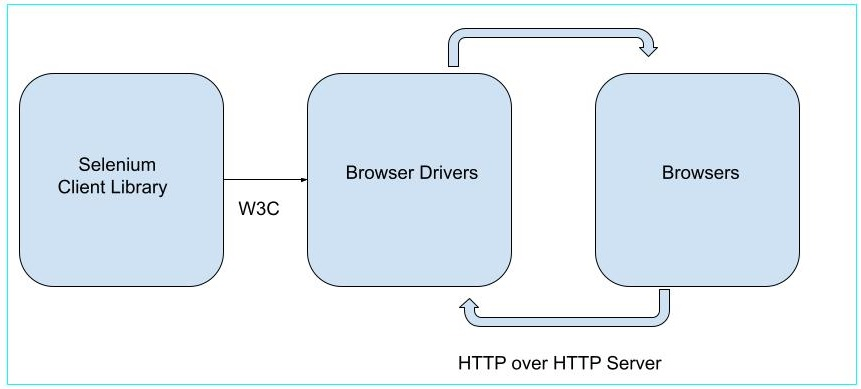 Selenium
Client Library
W3C
Browser Drivers
Browsers
HTTP over HTTP Server